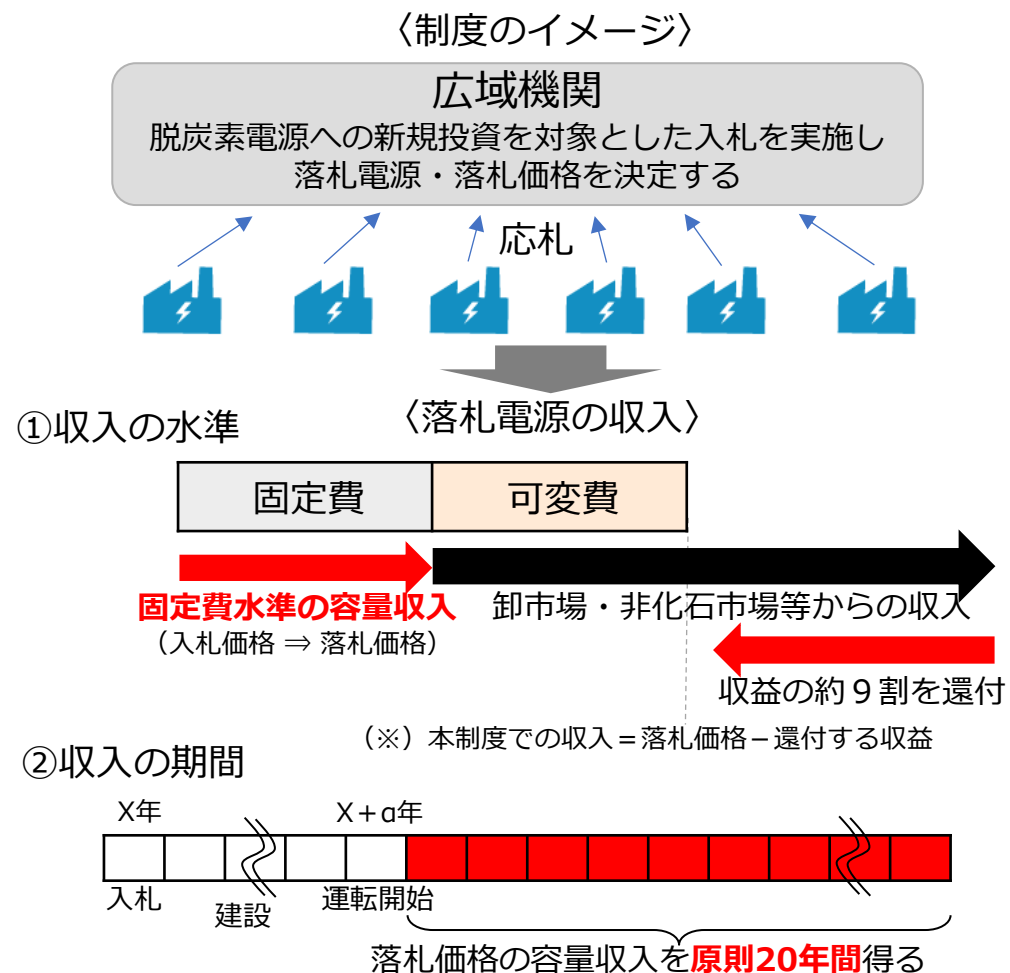 〈制度のイメージ〉
広域機関
脱炭素電源への新規投資を対象とした入札を実施し
落札電源・落札価格を決定する
応札
〈落札電源の収入〉
①収入の水準
固定費
可変費
固定費水準の容量収入
（入札価格 ⇒ 落札価格）
卸市場・非化石市場等からの収入
収益の約９割を還付
（※）本制度での収入＝落札価格－還付する収益
②収入の期間
X年
X＋α年
入札
建設
運転開始
落札価格の容量収入を原則20年間得る